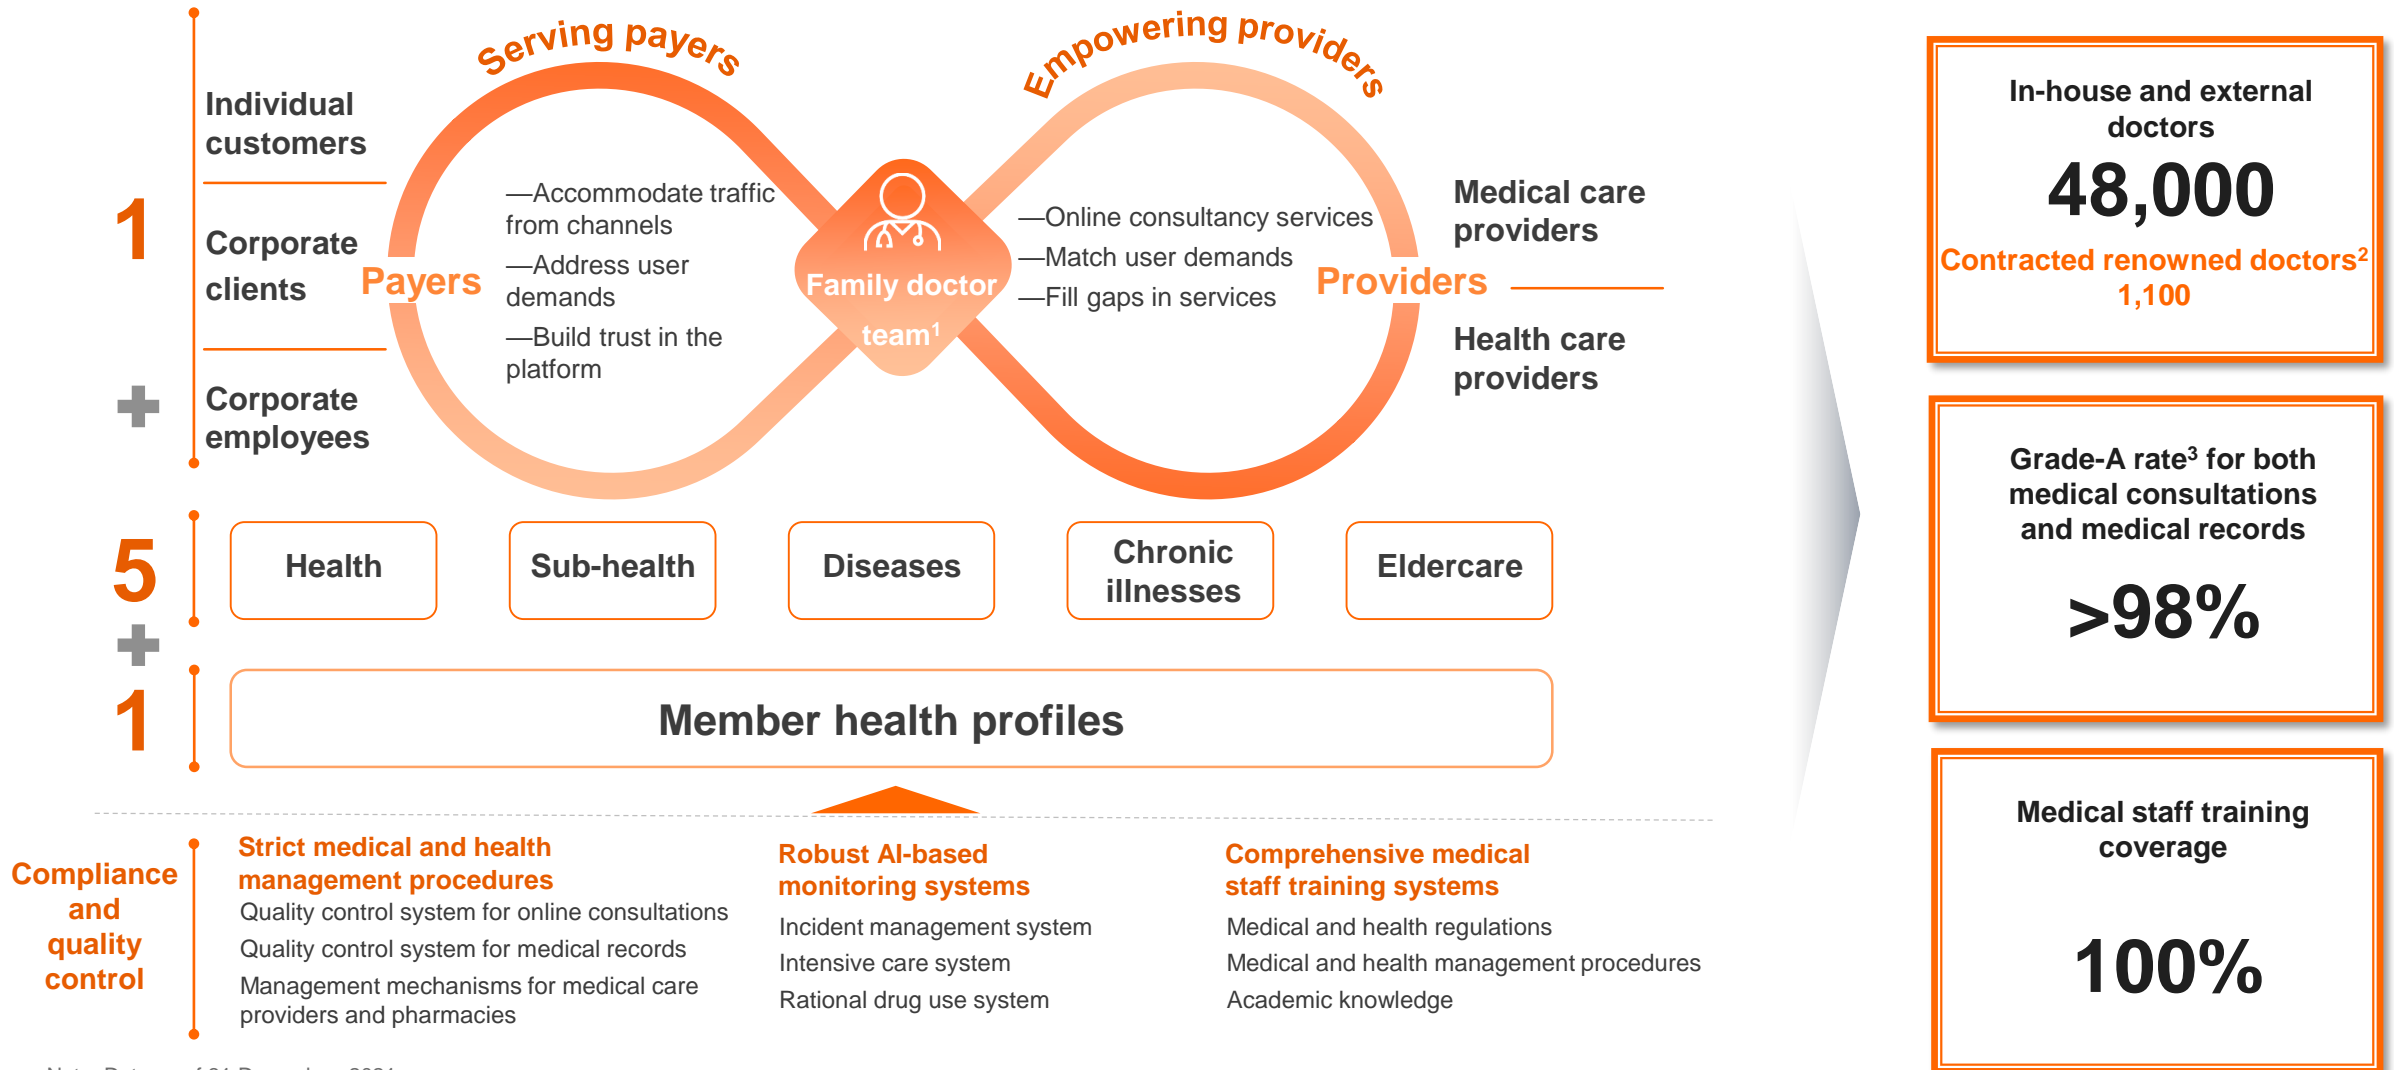 Serving payers
Empowering providers
1
Individual
customers
Corporate
clients
Corporate
employees
Payers
—Accommodate traffic
from channels
—Address user
demands
—Build trust in the
platform
Family doctor
team¹
—Online consultancy services
—Match user demands
—Fill gaps in services
Providers
Medical care
providers
Health care
providers
+
5
Health
Sub-health
Diseases
Chronic
illnesses
Eldercare
+
1
Member health profiles
Compliance
and
quality
control
Strict medical and health
management procedures
Quality control system for online consultations
Quality control system for medical records
Management mechanisms for medical care
providers and pharmacies
Robust AI-based
monitoring systems
Incident management system
Intensive care system
Rational drug use system
Comprehensive medical
staff training systems
Medical and health regulations
Medical and health management procedures
Academic knowledge
In-house and external
doctors
48,000
Contracted renowned doctors²
1,100
Grade-A rate³ for both
medical consultations
and medical records
>98%
Medical staff training
coverage
100%